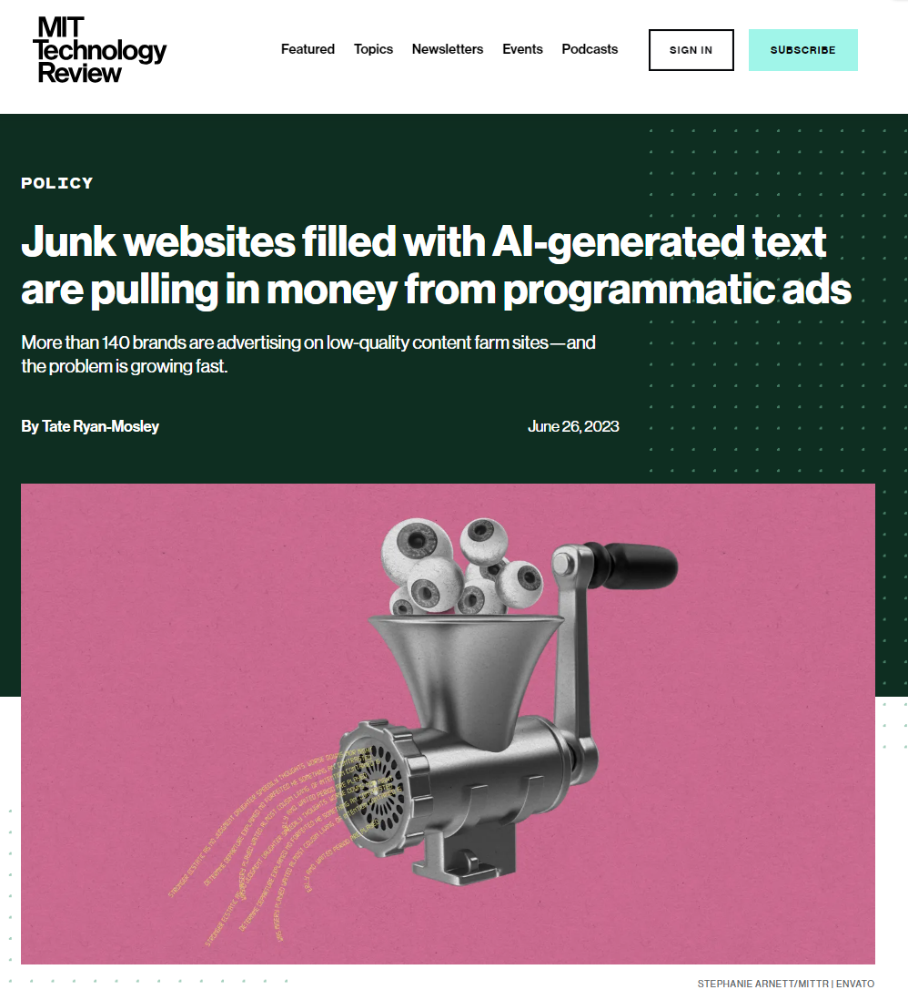 MIT
Technology
Review
Featured Topics Newsletters Events Podcasts SIGN IN SUBSCRIBE
POLICY
Junk websites filled with AI-generated text
are pulling in money from programmatic ads
More than 140 brands are advertising on low-quality content farm sites—and
the problem is growing fast.
By Tate Ryan-Mosley June 26, 2023
STEPHANIE ARNETT/MITTR | ENVATO